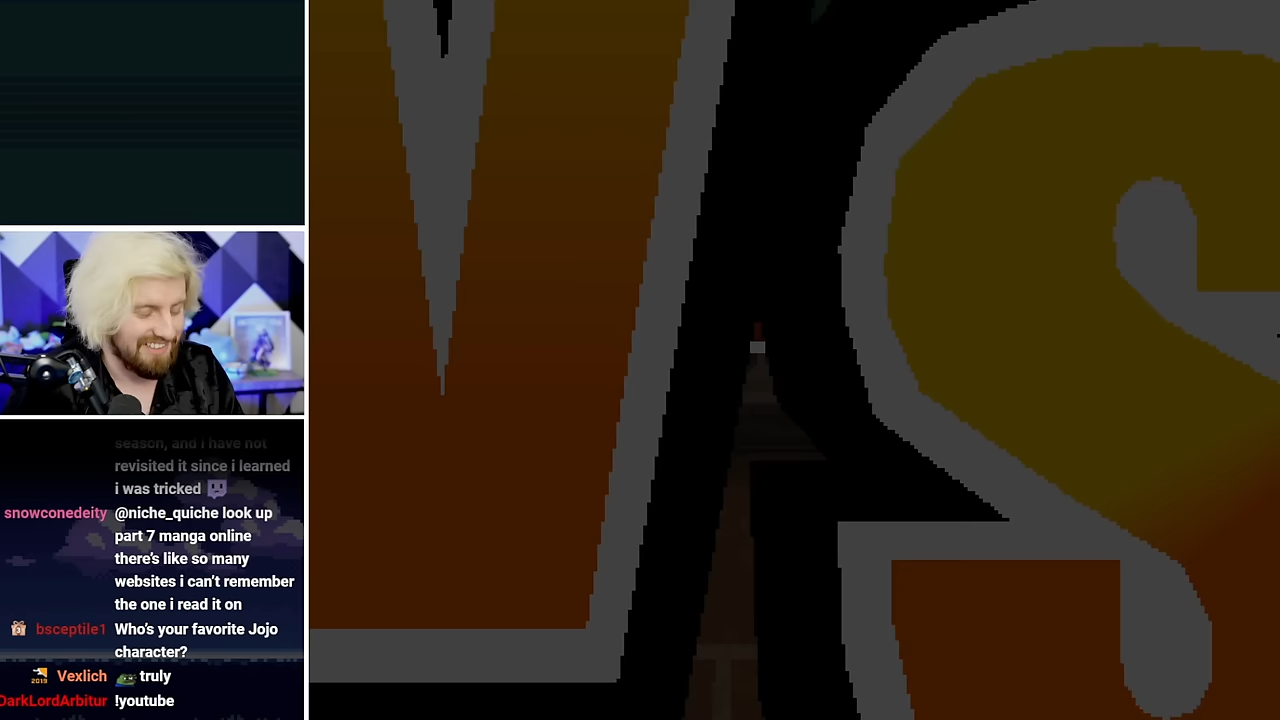 VS
season, and i have not
revisited it since i learned
i was tricked
snowconedeity @niche_quiche look up
part 7 manga online
there's like so many
websites i can't remember
the one i read it on
bsceptile1 Who's your favorite Jojo
character?
2019 Vexlich truly
DarkLordArbitur !youtube